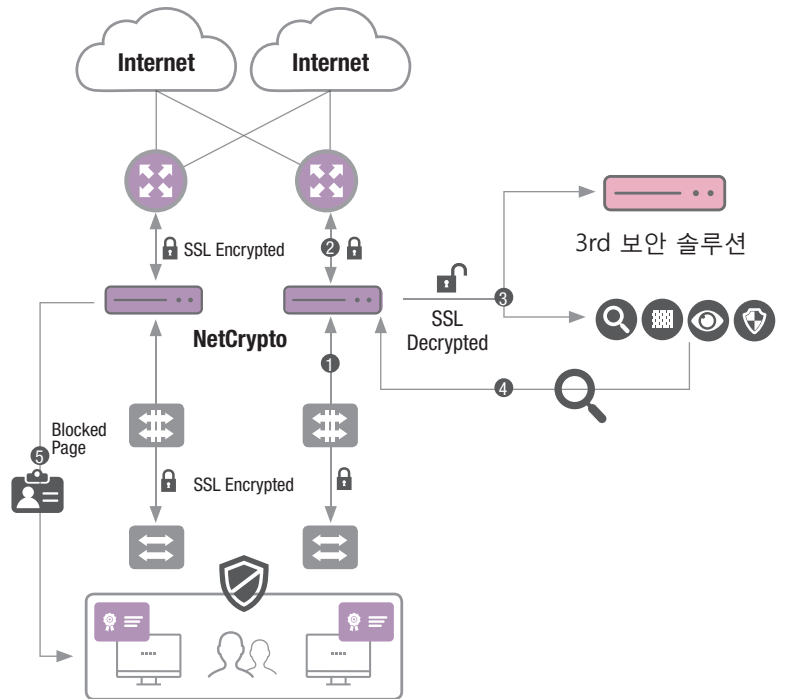 Internet
Internet
SSL Encrypted
2
3rd 보안 솔루션
3
SSL
Decrypted
NetCrypto
1
4
Blocked
Page
5
SSL Encrypted